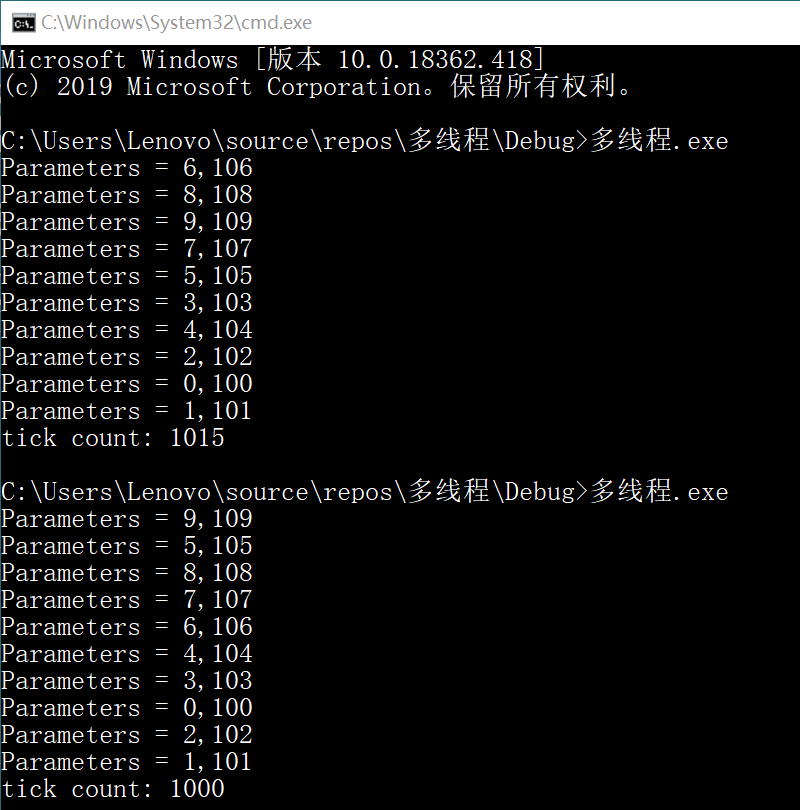 C:\Windows\System32\cmd.exe
Microsoft Windows [版本 10.0.18362.418]
(c) 2019 Microsoft Corporation。保留所有权利。
C:\Users\Lenovo\source\repos\多线程\Debug>多线程.exe
Parameters = 6,106
Parameters = 8,108
Parameters = 9,109
Parameters = 7,107
Parameters = 5,105
Parameters = 3,103
Parameters = 4,104
Parameters = 2,102
Parameters = 0,100
Parameters = 1,101
tick count: 1015
C:\Users\Lenovo\source\repos\多线程\Debug>多线程.exe
Parameters = 9,109
Parameters = 5,105
Parameters = 8,108
Parameters = 7,107
Parameters = 6,106
Parameters = 4,104
Parameters = 3,103
Parameters = 0,100
Parameters = 2,102
Parameters = 1,101
tick count: 1000